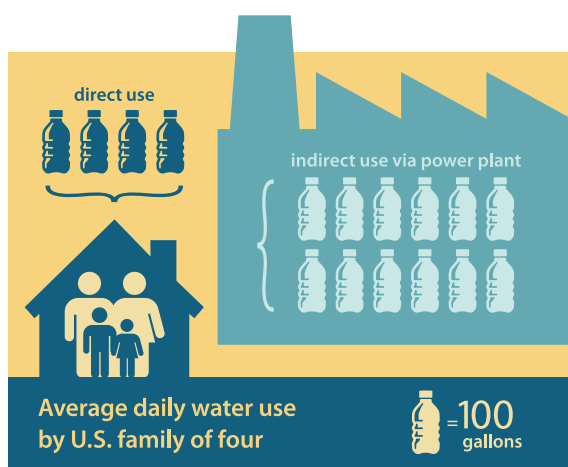 direct use
indirect use via power plant
Average daily water use
by U.S. family of four
=100
gallons